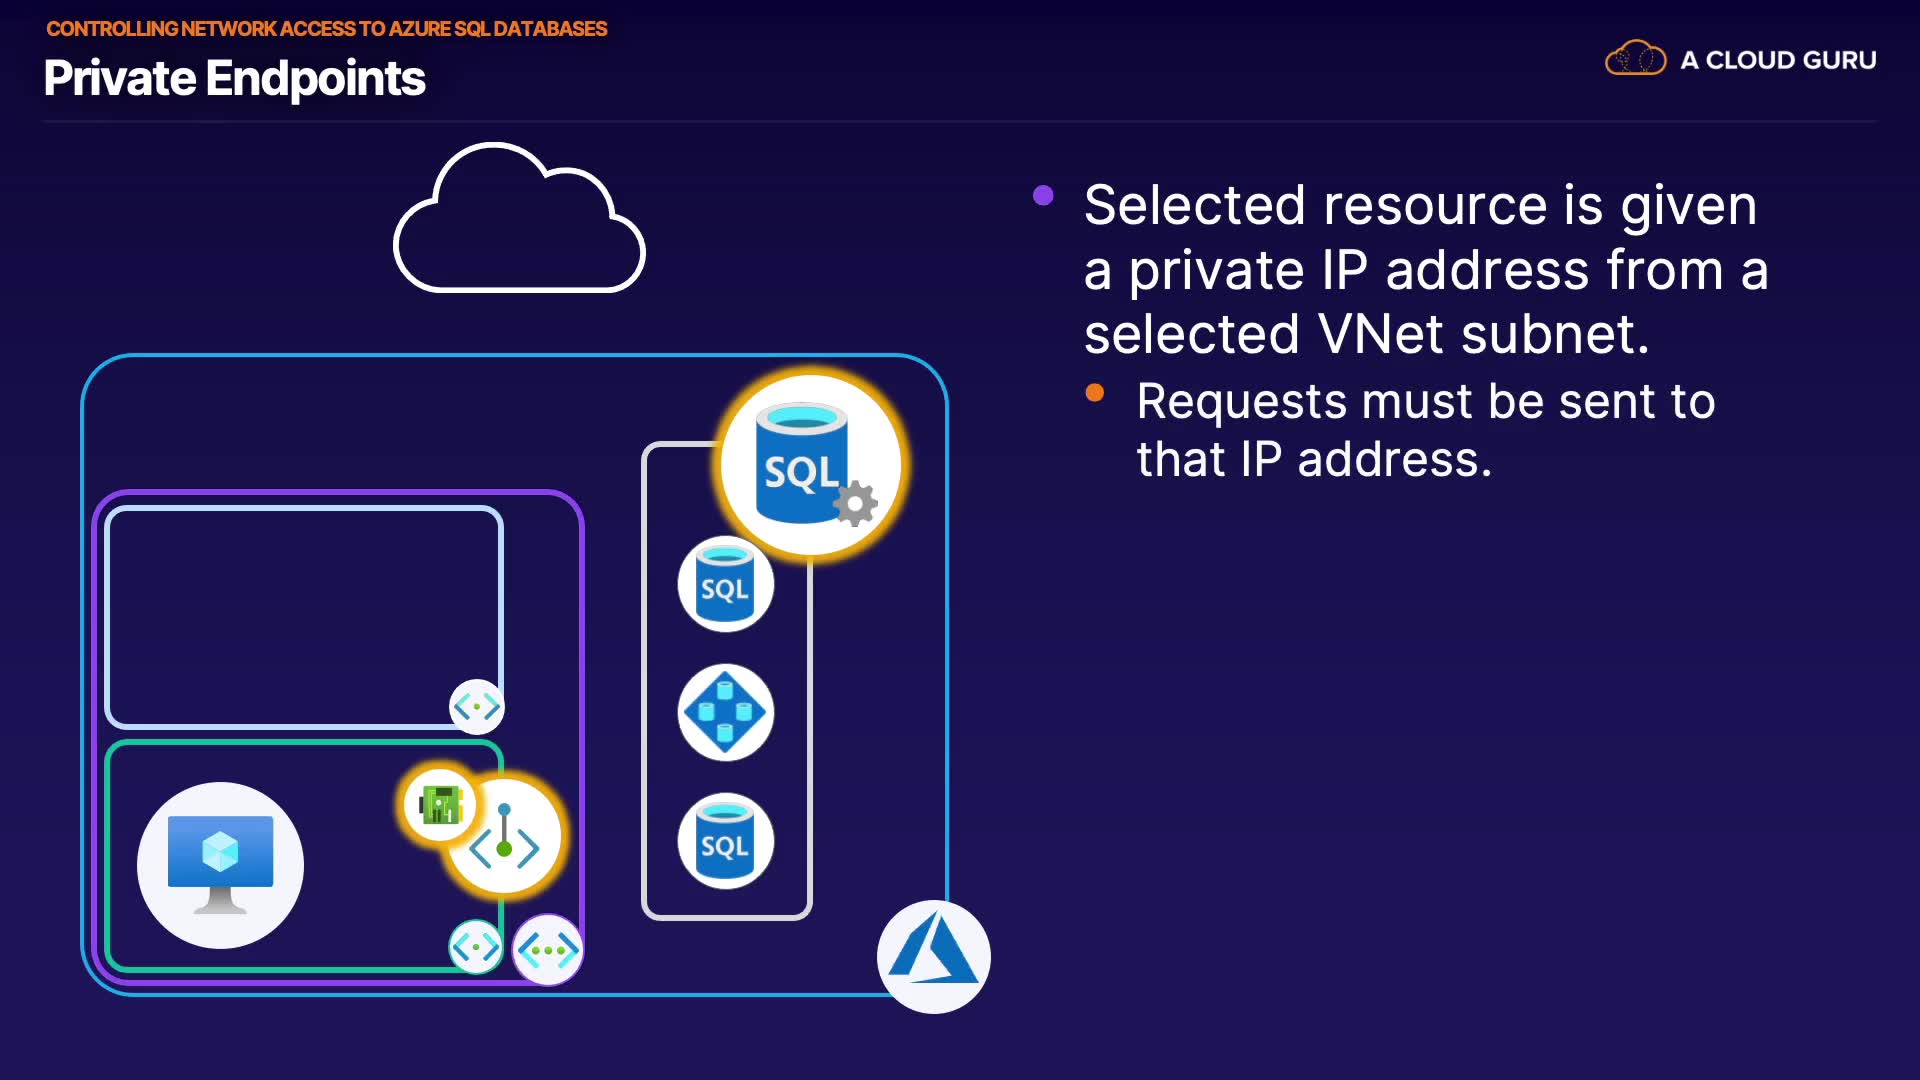 CONTROLLING NETWORK ACCESS TO AZURE SQL DATABASES
Private Endpoints
A CLOUD GURU
Selected resource is given
a private IP address from a
selected VNet subnet.
Requests must be sent to
that IP address.
SQL
SQL
SQL